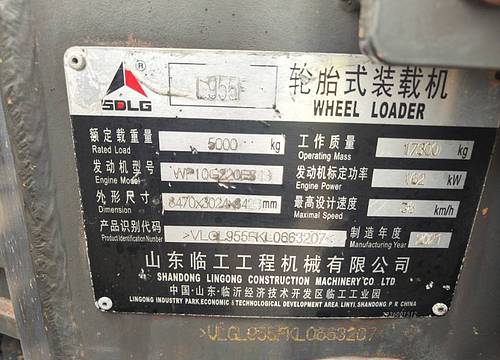 SDLG ® L955F 轮胎式装载机
WHEEL LOADER
额定载重量 5000 kg 工作质量 17300 kg
Rated Load Operating Mass
发动机型号 发动机标定功率 162 kW
Engine Model Engine Power
外形尺寸 mm 最高设计速度 km/h
Dimension Maximal Speed
产品识别代码 >VLGL955RKL0663207< 制造年度
Product Identification Number Manufacturing Year
山东临工工程机械有限公司
SHANDONG LINGONG CONSTRUCTION MACHINERY CO' LTD
中国·山东·临沂经济技术开发区临工工业园
LINGONG INDUSTRY PARK.ECONOMIC & TECHNOLOGICAL DEVELOPMENT AREA LINYI.SHANDONG.P R CHINA
>VLGL955RKL0663207<